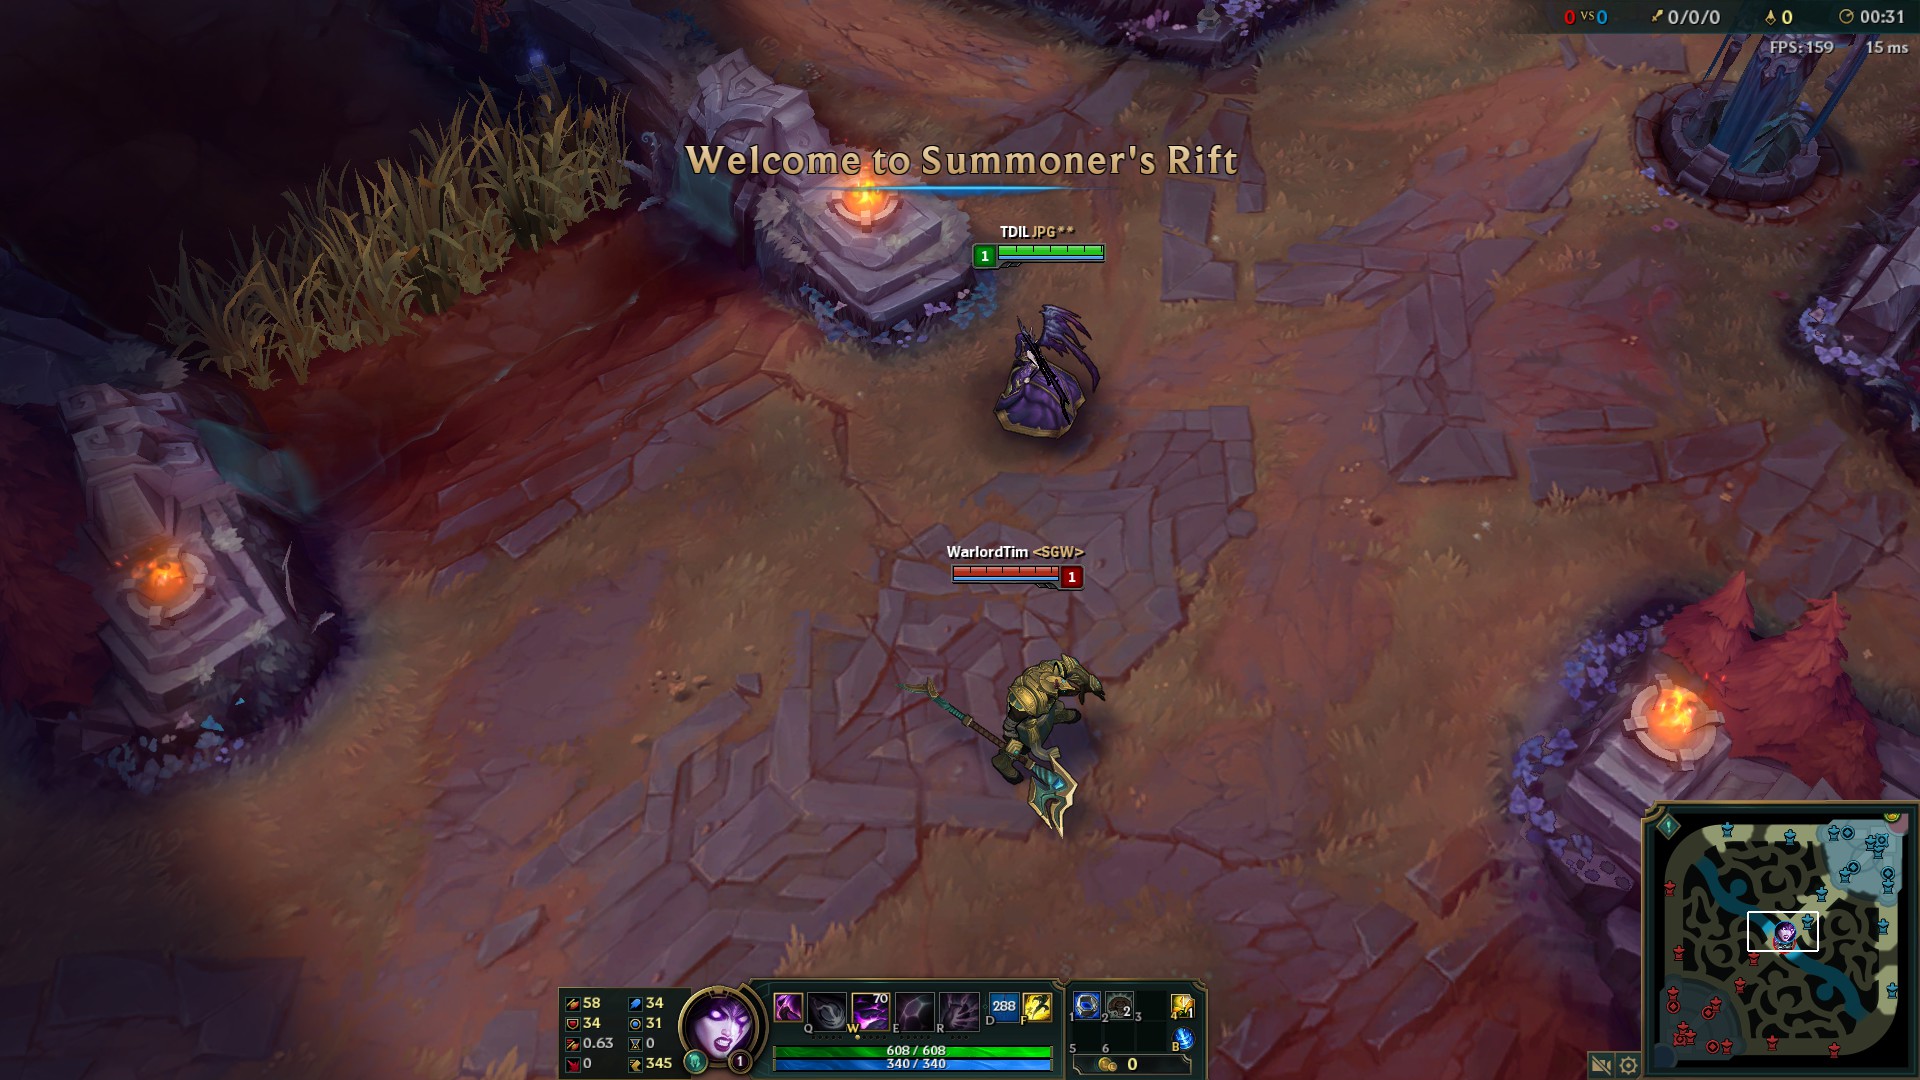 0 VS 0 0/0/0 0 00:31
FPS: 159 15 ms
Welcome to Summoner's Rift
TDIL JPG**
1
WarlordTim <SGW>
1
58 34
34 31
0.63 0
0 345
1
70
Q W E R
288
D F
1 2 2 3 4 1
5 6 B
608 / 608
340 / 340
0